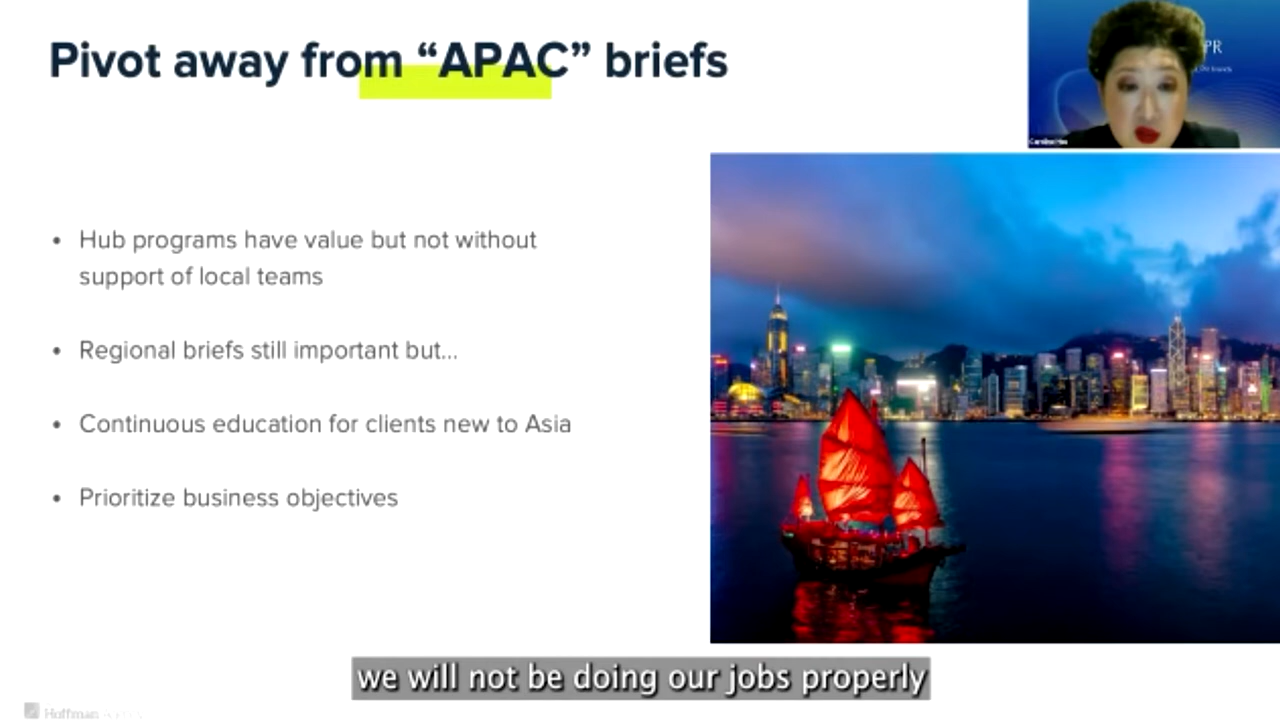 Pivot away from “APAC” briefs
PR
• Hub programs have value but not without
support of local teams
• Regional briefs still important but...
• Continuous education for clients new to Asia
• Prioritize business objectives
we will not be doing our jobs properly
Hoffman